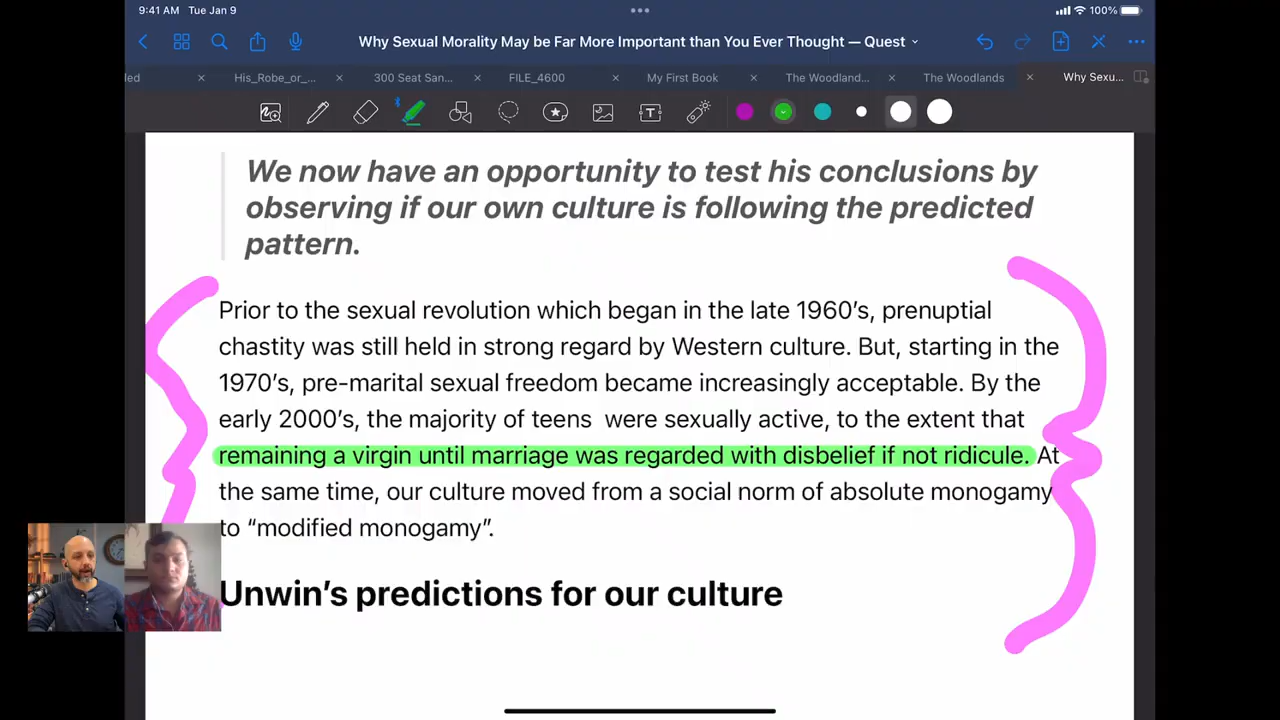 9:41 AM Tue Jan 9
100%
Why Sexual Morality May be Far More Important than You Ever Thought — Quest
led
His_Robe_or_...
300 Seat San...
FILE_4600
My First Book
The Woodland...
The Woodlands
Why Sexu...
We now have an opportunity to test his conclusions by
observing if our own culture is following the predicted
pattern.
Prior to the sexual revolution which began in the late 1960’s, prenuptial
chastity was still held in strong regard by Western culture. But, starting in the
1970’s, pre-marital sexual freedom became increasingly acceptable. By the
early 2000’s, the majority of teens were sexually active, to the extent that
remaining a virgin until marriage was regarded with disbelief if not ridicule. At
the same time, our culture moved from a social norm of absolute monogamy
to “modified monogamy”.
Unwin’s predictions for our culture